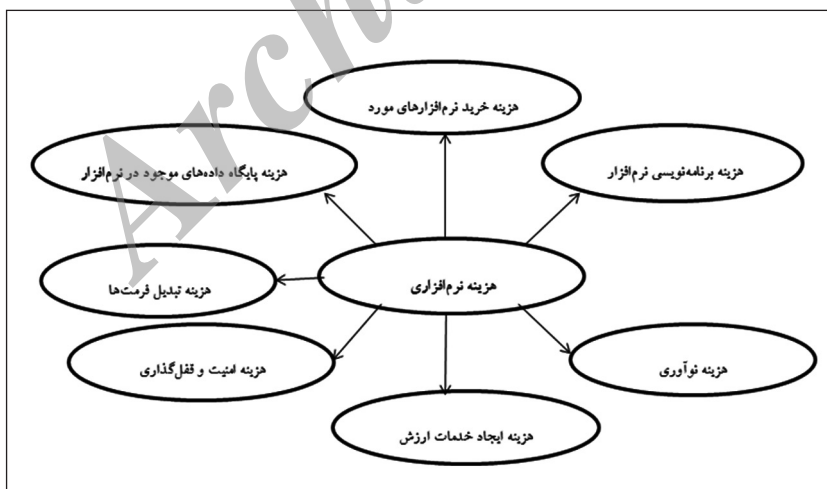 هزینه خرید نرم‌افزارهای مورد
هزینه برنامه‌نویسی نرم‌افزار
هزینه پایگاه داده‌های موجود در نرم‌افزار
هزینه نرم‌افزاری
هزینه تبدیل فرمت‌ها
هزینه نوآوری
هزینه امنیت و قفل‌گذاری
هزینه ایجاد خدمات ارزش